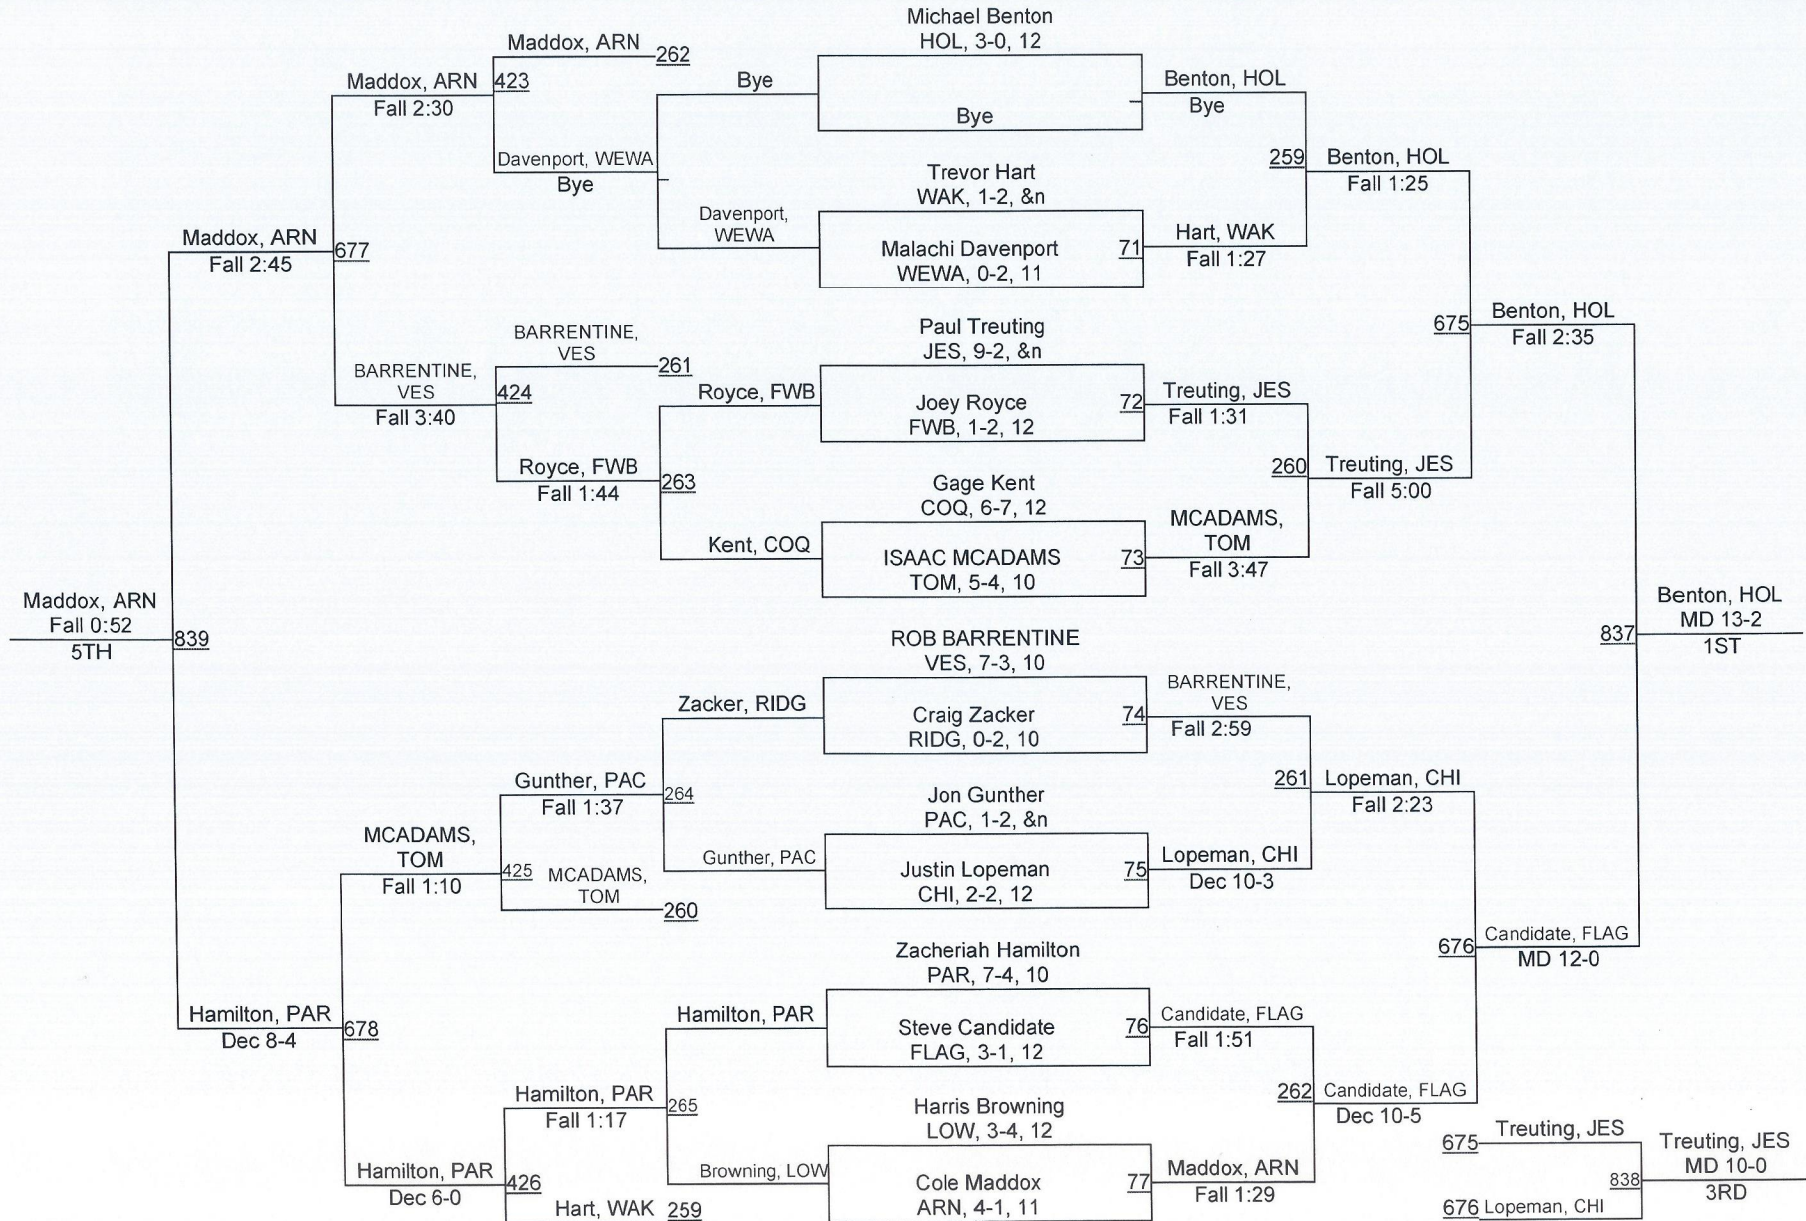 Michael Benton
HOL, 3-0, 12
Maddox, ARN
262
Bye
Benton, HOL
Bye
Maddox, ARN
423
Fall 2:30
Bye
Davenport, WEWA
Bye
Trevor Hart
WAK, 1-2, &n
259
Benton, HOL
Fall 1:25
Davenport,
WEWA
Malachi Davenport
WEWA, 0-2, 11
71
Hart, WAK
Fall 1:27
Maddox, ARN
Fall 2:45
677
Paul Treuting
JES, 9-2, &n
675
Benton, HOL
Fall 2:35
BARRENTINE,
VES
261
BARRENTINE,
VES
Fall 3:40
424
Royce, FWB
Joey Royce
FWB, 1-2, 12
72
Treuting, JES
Fall 1:31
Royce, FWB
Fall 1:44
263
Gage Kent
COQ, 6-7, 12
260
Treuting, JES
Fall 5:00
Kent, COQ
ISAAC MCADAMS
TOM, 5-4, 10
73
MCADAMS,
TOM
Fall 3:47
Maddox, ARN
Fall 0:52
5TH
839
ROB BARRENTINE
VES, 7-3, 10
837
Benton, HOL
MD 13-2
1ST
Zacker, RIDG
Craig Zacker
RIDG, 0-2, 10
74
BARRENTINE,
VES
Fall 2:59
Gunther, PAC
Fall 1:37
264
Jon Gunther
PAC, 1-2, &n
261
Lopeman, CHI
Fall 2:23
MCADAMS,
TOM
Fall 1:10
425
MCADAMS,
TOM
260
Gunther, PAC
Justin Lopeman
CHI, 2-2, 12
75
Lopeman, CHI
Dec 10-3
Zacheriah Hamilton
PAR, 7-4, 10
676
Candidate, FLAG
MD 12-0
Hamilton, PAR
Dec 8-4
678
Hamilton, PAR
Steve Candidate
FLAG, 3-1, 12
76
Candidate, FLAG
Fall 1:51
Hamilton, PAR
Fall 1:17
265
Harris Browning
LOW, 3-4, 12
262
Candidate, FLAG
Dec 10-5
Hamilton, PAR
Dec 6-0
426
Browning, LOW
Cole Maddox
ARN, 4-1, 11
77
Maddox, ARN
Fall 1:29
Hart, WAK
259
675
Treuting, JES
838
Treuting, JES
MD 10-0
3RD
676
Lopeman, CHI